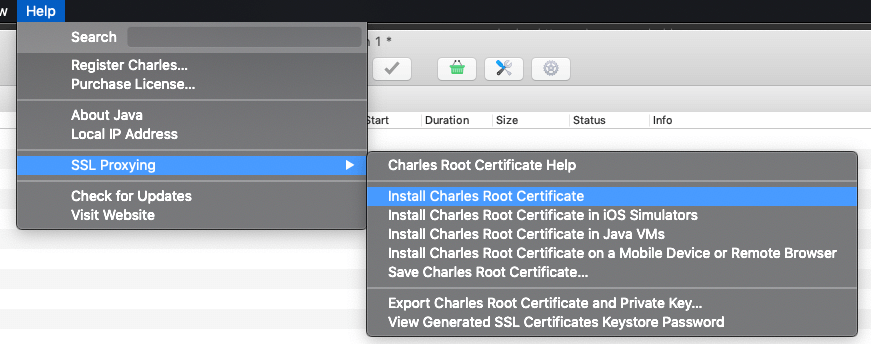 w Help
Search
n 1 *
Register Charles...
Purchase License...
About Java
Local IP Address
Start Duration Size Status Info
SSL Proxying
Check for Updates
Visit Website
Charles Root Certificate Help
Install Charles Root Certificate
Install Charles Root Certificate in iOS Simulators
Install Charles Root Certificate in Java VMs
Install Charles Root Certificate on a Mobile Device or Remote Browser
Save Charles Root Certificate...
Export Charles Root Certificate and Private Key...
View Generated SSL Certificates Keystore Password